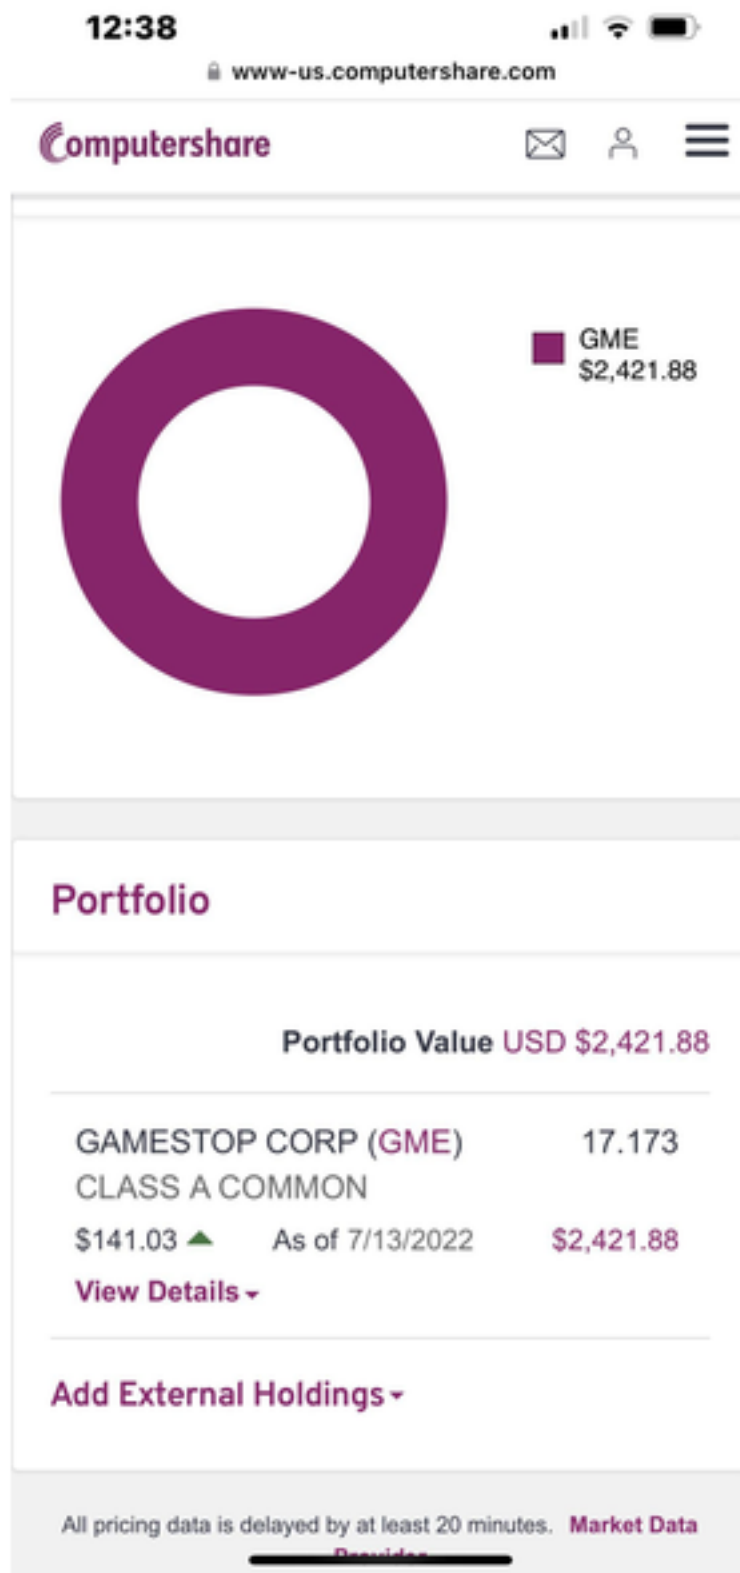 12:38
www-us.computershare.com
Computershare
GME
$2,421.88
Portfolio
Portfolio Value USD $2,421.88
GAMESTOP CORP (GME) 17.173
CLASS A COMMON
$141.03 As of 7/13/2022 $2,421.88
View Details
Add External Holdings
All pricing data is delayed by at least 20 minutes. Market Data